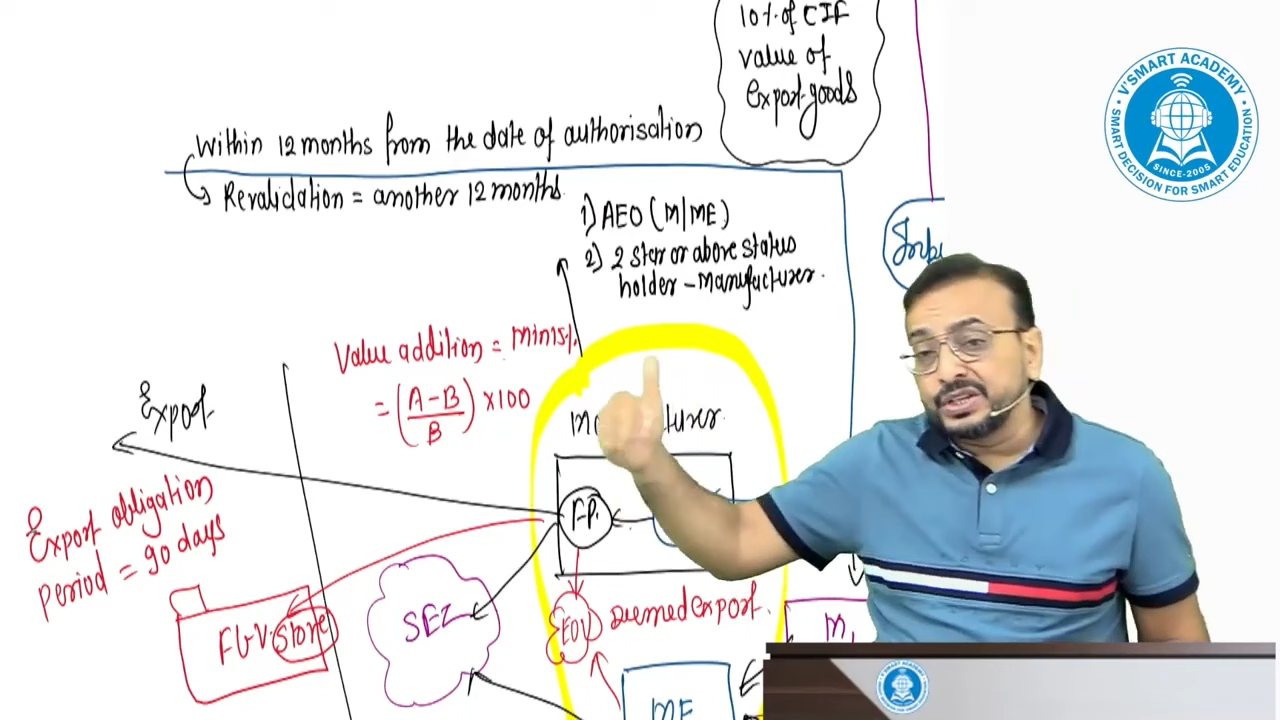 10% of CIF
value of
export goods
Within 12 months from the date of authorisation
Revalidation = another 12 months.
1) AEO (M/ME)
2) 2 star or above status
holder - manufacturer.
Value addition = Min 15%
= (A-B/B) × 100
Export
Export obligation
period = 90 days
F.P.
SEZ
EOU
Deemed export.
F.G.V. Store
ME
M,
V'SMART ACADEMY
SMART DECISION FOR SMART EDUCATION
SINCE-2005